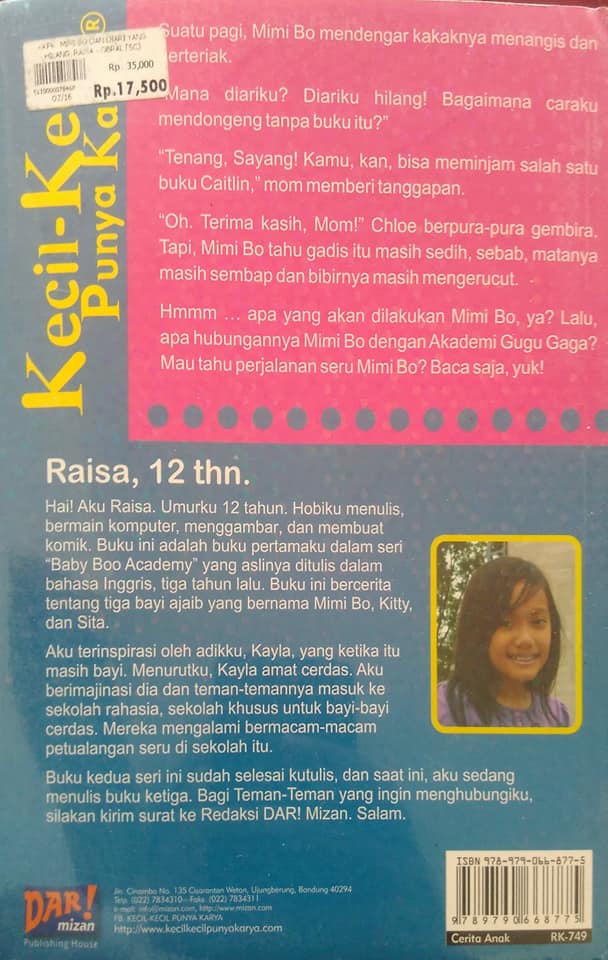 KKPK. MIMI BO DAN DIARI YANG
HILANG, RAISA - OBRAL (SC)
Rp. 35,000
Rp.17,500
07/16
Kecil-Ke
Punya Ka
®
Suatu pagi, Mimi Bo mendengar kakaknya menangis dan
berteriak.
“Mana diariku? Diariku hilang! Bagaimana caraku
mendongeng tanpa buku itu?”
“Tenang, Sayang! Kamu, kan, bisa meminjam salah satu
buku Caitlin,” mom memberi tanggapan.
“Oh. Terima kasih, Mom!” Chloe berpura-pura gembira.
Tapi, Mimi Bo tahu gadis itu masih sedih, sebab, matanya
masih sembap dan bibirnya masih mengerucut.
Hmmm … apa yang akan dilakukan Mimi Bo, ya? Lalu,
apa hubungannya Mimi Bo dengan Akademi Gugu Gaga?
Mau tahu perjalanan seru Mimi Bo? Baca saja, yuk!
Raisa, 12 thn.
Hai! Aku Raisa. Umurku 12 tahun. Hobiku menulis,
bermain komputer, menggambar, dan membuat
komik. Buku ini adalah buku pertamaku dalam seri
“Baby Boo Academy” yang aslinya ditulis dalam
bahasa Inggris, tiga tahun lalu. Buku ini bercerita
tentang tiga bayi ajaib yang bernama Mimi Bo, Kitty,
dan Sita.
Aku terinspirasi oleh adikku, Kayla, yang ketika itu
masih bayi. Menurutku, Kayla amat cerdas. Aku
berimajinasi dia dan teman-temannya masuk ke
sekolah rahasia, sekolah khusus untuk bayi-bayi
cerdas. Mereka mengalami bermacam-macam
petualangan seru di sekolah itu.
Buku kedua seri ini sudah selesai kutulis, dan saat ini, aku sedang
menulis buku ketiga. Bagi Teman-Teman yang ingin menghubungiku,
silakan kirim surat ke Redaksi DAR! Mizan. Salam.
DAR!
mizan
Publishing House
Jln. Cinambo No. 135 Cisaranten Wetan, Ujungberung, Bandung 40294
Telp. (022) 7834310 – Faks. (022) 7834311
e-mail: info@mizan.com, http://www.mizan.com
FB. KECIL-KECIL PUNYA KARYA
http://www.kecilkecilpunyakarya.com
ISBN 978-979-066-877-5
9 789790 668775
Cerita Anak RK-749